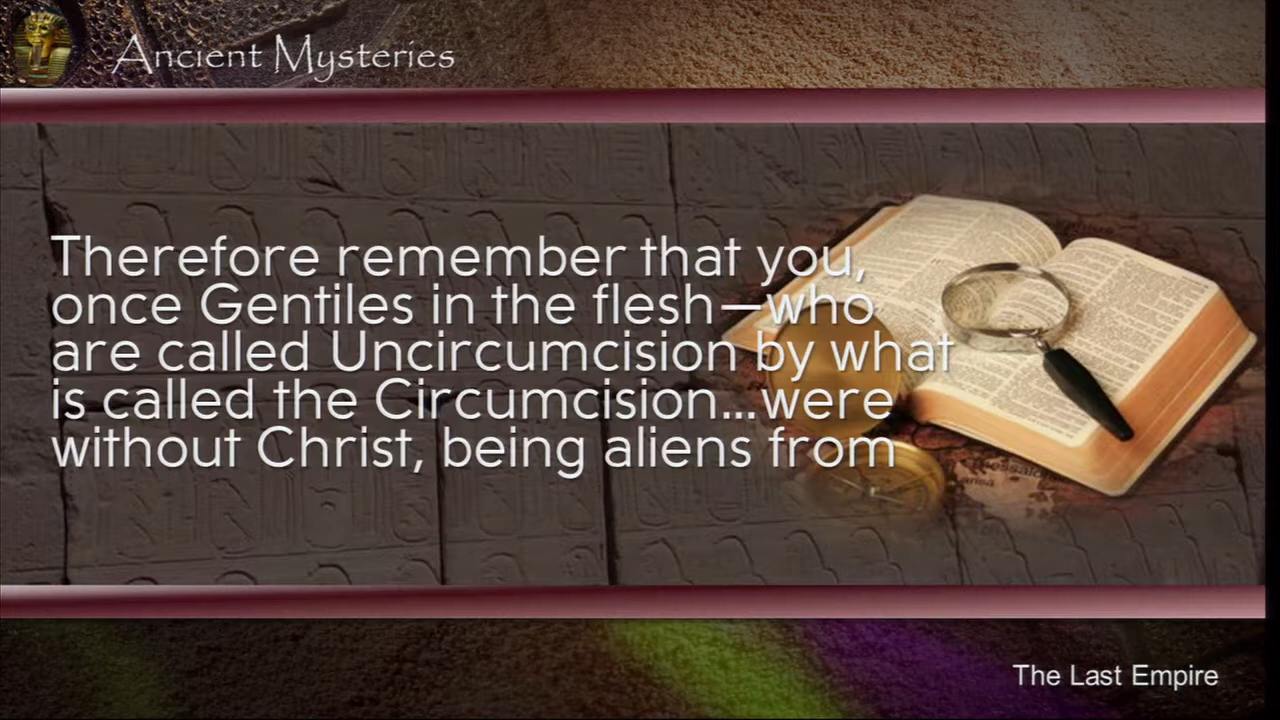 Ancient Mysteries
Therefore remember that you,
once Gentiles in the flesh—who
are called Uncircumcision by what
is called the Circumcision...were
without Christ, being aliens from
The Last Empire